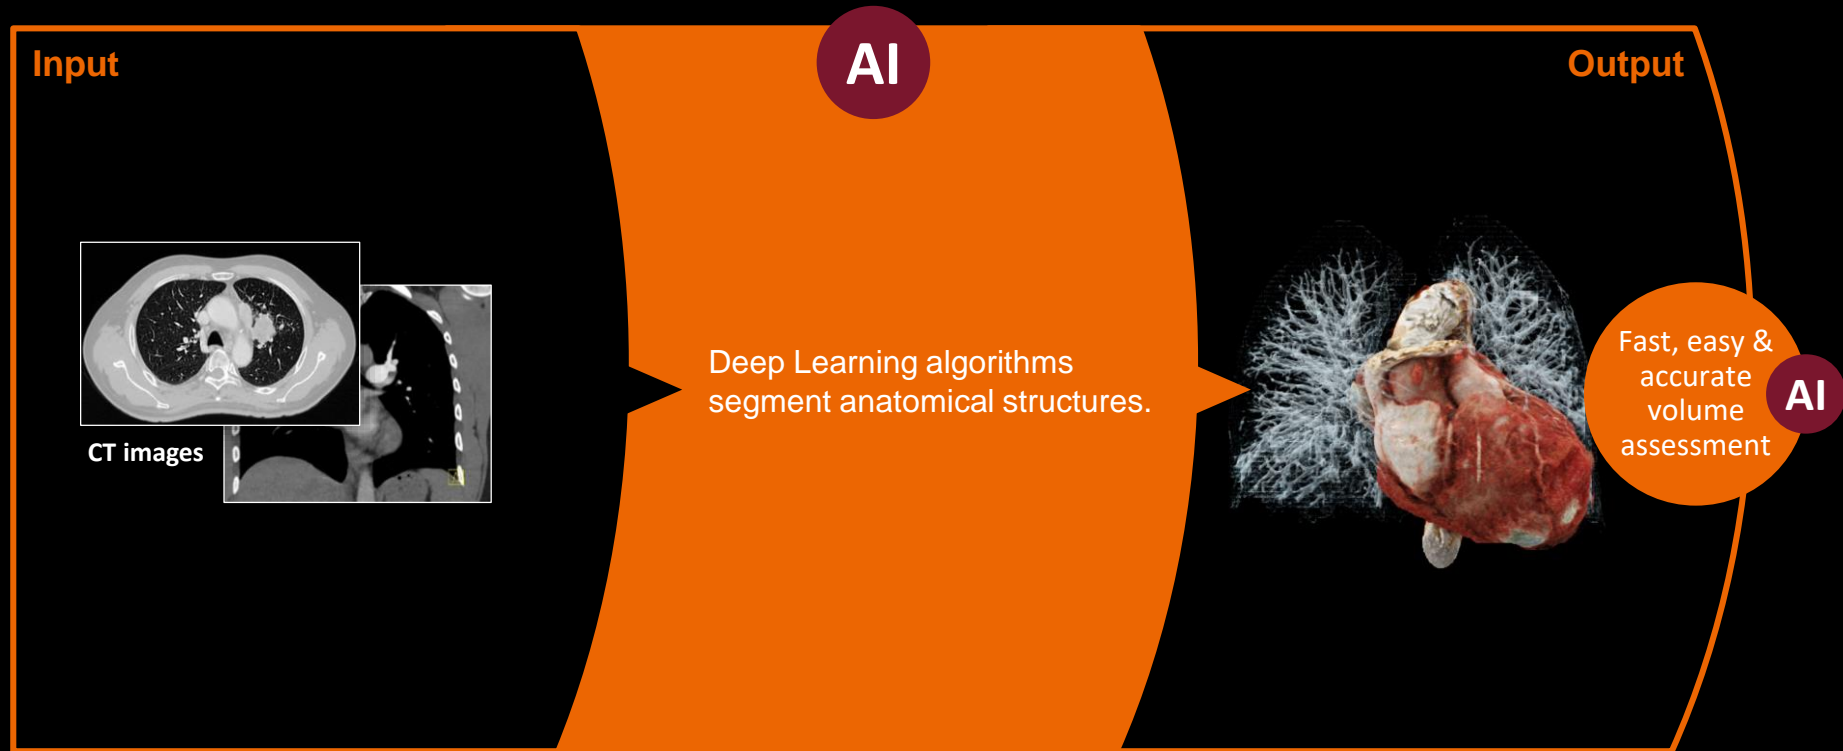 Input
AI
Output
CT images
Deep Learning algorithms
segment anatomical structures.
Fast, easy &
accurate
volume
assessment
AI